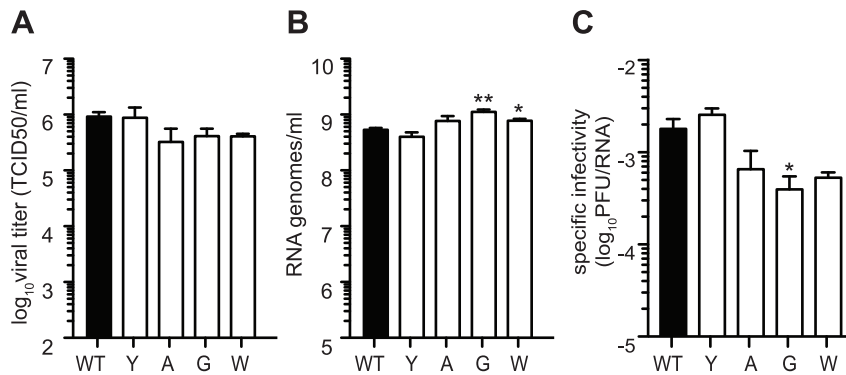 A
log10viral titer (TCID50/ml)
7
6
5
4
3
2
WT Y A G W
B
RNA genomes/ml
10
9
8
7
6
5
** *
WT Y A G W
C
specific infectivity
(log10PFU/RNA)
-2
-3
-4
-5
*
WT Y A G W